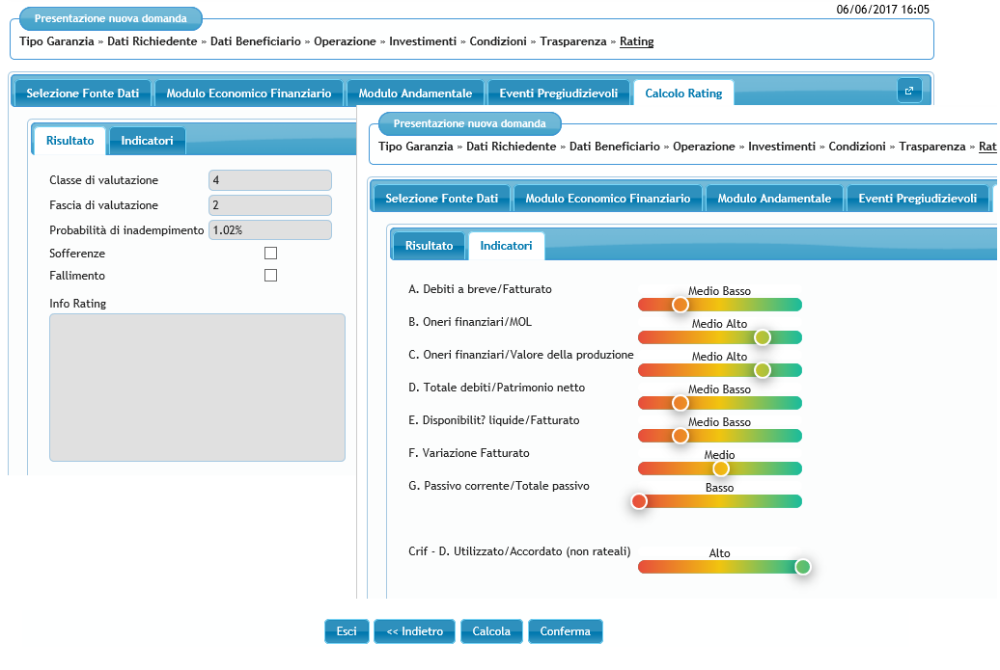 06/06/2017 16:05
Presentazione nuova domanda
Tipo Garanzia » Dati Richiedente » Dati Beneficiario » Operazione » Investimenti » Condizioni » Trasparenza » Rating
Selezione Fonte Dati Modulo Economico Finanziario Modulo Andamentale Eventi Pregiudizievoli Calcolo Rating
Risultato Indicatori
Classe di valutazione 4
Fascia di valutazione 2
Probabilità di inadempimento 1.02%
Sofferenze
Fallimento
Info Rating
Presentazione nuova domanda
Tipo Garanzia » Dati Richiedente » Dati Beneficiario » Operazione » Investimenti » Condizioni » Trasparenza » Rat
Selezione Fonte Dati Modulo Economico Finanziario Modulo Andamentale Eventi Pregiudizievoli
Risultato Indicatori
A. Debiti a breve/Fatturato Medio Basso
B. Oneri finanziari/MOL Medio Alto
C. Oneri finanziari/Valore della produzione Medio Alto
D. Totale debiti/Patrimonio netto Medio Basso
E. Disponibilit? liquide/Fatturato Medio Basso
F. Variazione Fatturato Medio
G. Passivo corrente/Totale passivo Basso
Crif - D. Utilizzato/Accordato (non rateali) Alto
Esci << Indietro Calcola Conferma